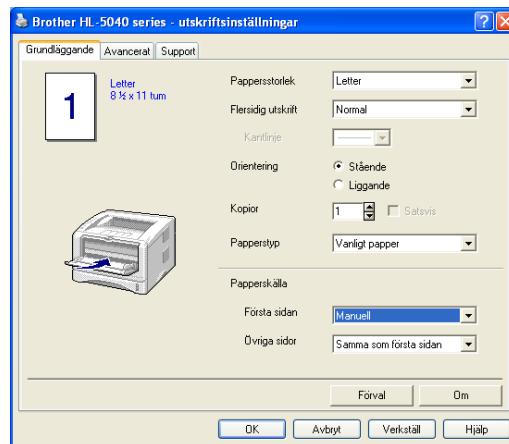 Brother HL-5040 series - utskriftsinställningar
Grundläggande Avancerat Support
1
Letter
8 ½ x 11 tum
Pappersstorlek Letter
Flersidig utskrift Normal
Kantlinje
Orientering Stående
Liggande
Kopior 1 Satsvis
Papperstyp Vanligt papper
Papperskälla
Första sidan Manuell
Övriga sidor Samma som första sidan
Förval Om
OK Avbryt Verkställ Hjälp